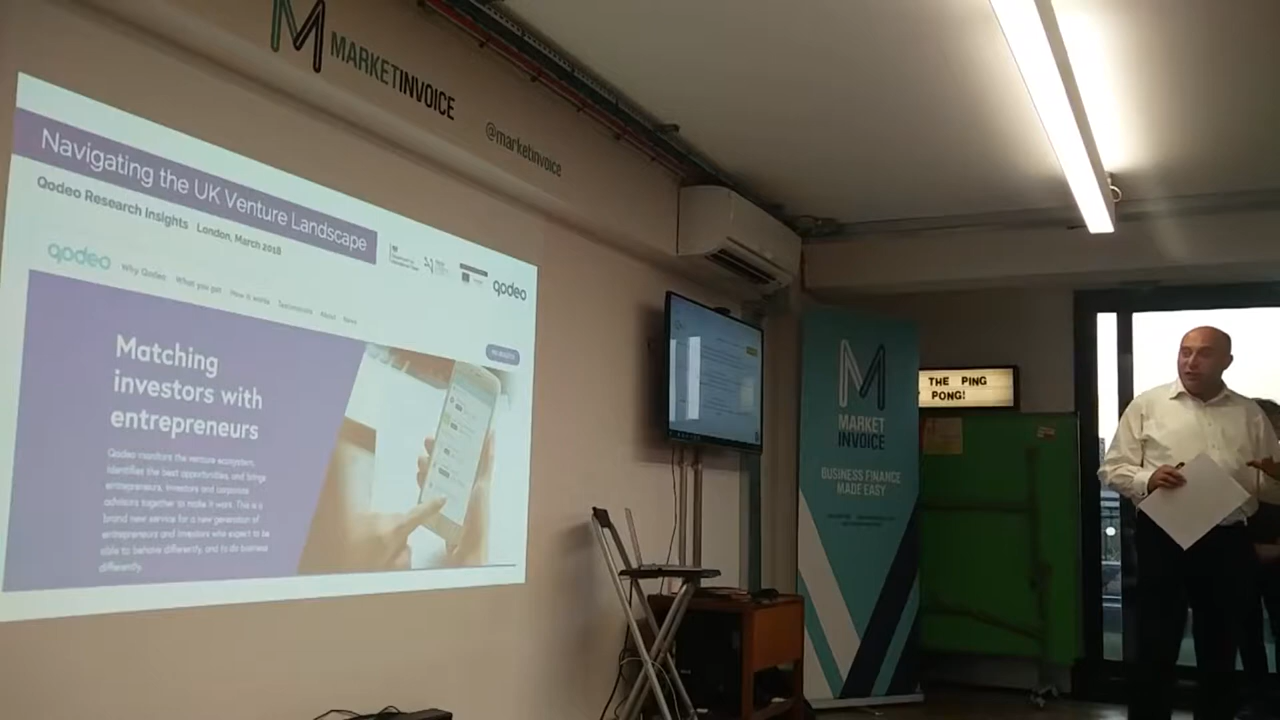 MARKETINVOICE
@marketinvoice
Navigating the UK Venture Landscape
Qodeo Research Insights London, March 2018
qodeo
qodeo
Why Qodeo What you get How it works Testimonials About News
Matching
investors with
entrepreneurs
Qodeo monitors the venture ecosystem,
identifies the best opportunities, and brings
entrepreneurs, investors and corporate
advisors together to make it work. This is a
brand new service for a new generation of
entrepreneurs and investors who expect to be
able to behave differently, and to do business
differently.
MARKET
INVOICE
BUSINESS FINANCE
MADE EASY
THE PING
PONG!